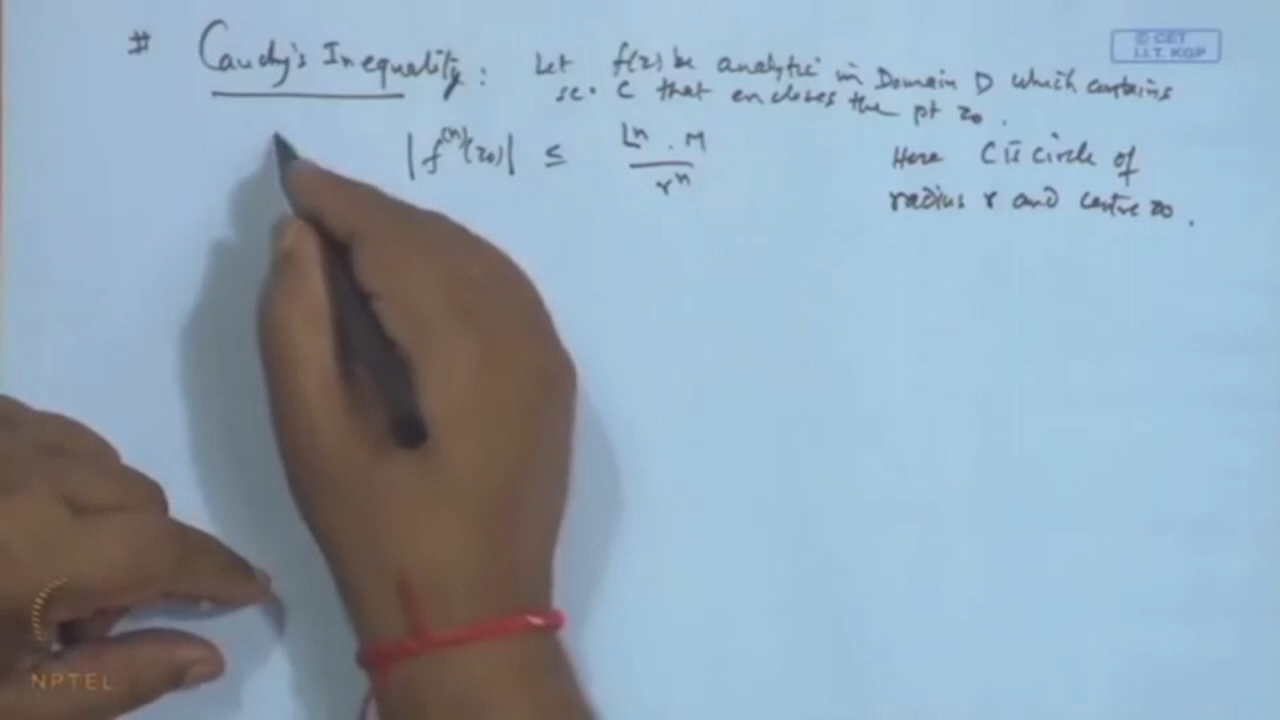 # Cauchy's Inequality : Let f(z) be analytic in Domain D which contains
s.c. C that encloses the pt z0 .
|f^(n)(z0)| ≤ Ln . M / r^n
Here C is circle of
radius r and centre z0 .
© CET
I.I.T. KGP
NPTEL